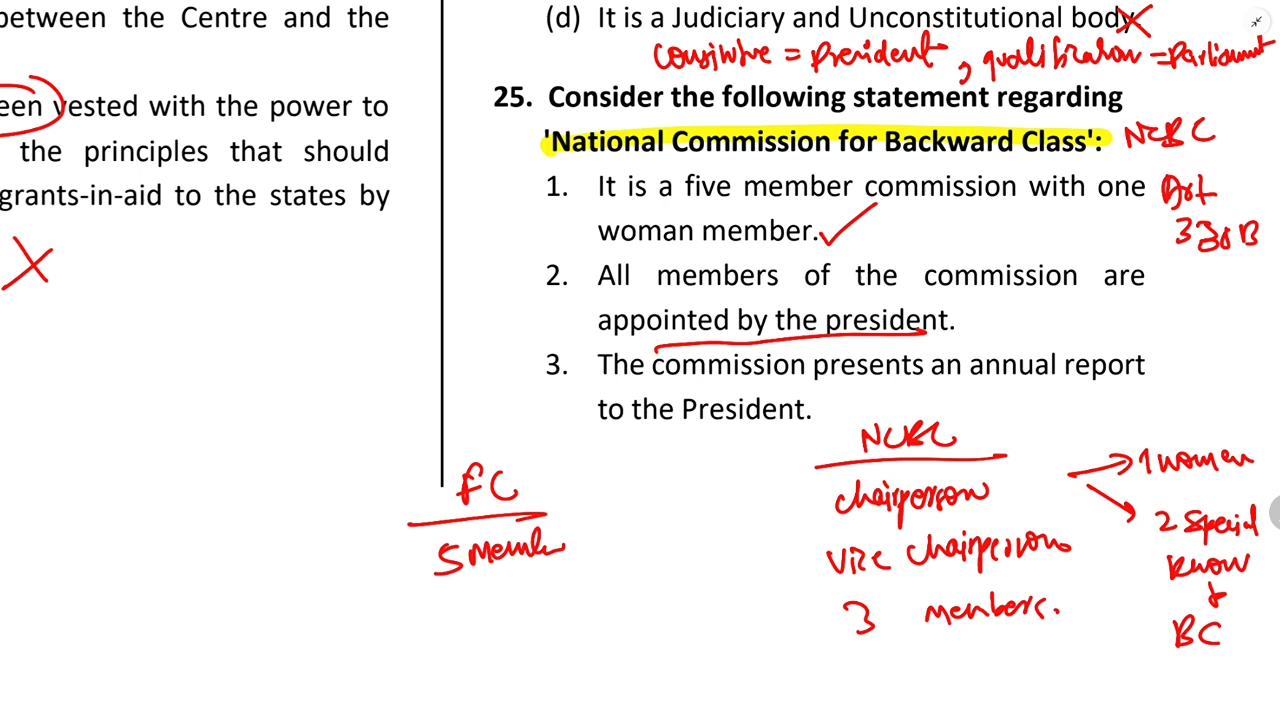 between the Centre and the
een vested with the power to
the principles that should
grants-in-aid to the states by
X
FC
5 Member
(d) It is a Judiciary and Unconstitutional body
= President, qualification = Parliament
25. Consider the following statement regarding
'National Commission for Backward Class': NCBC
1. It is a five member commission with one
woman member.
Art
338B
2. All members of the commission are
appointed by the president.
3. The commission presents an annual report
to the President.
NCBC
Chairperson
Vice Chairperson
3 members.
1 women
2 Special
Know
BC